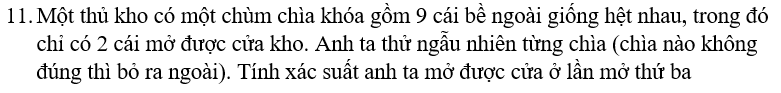 11. Một thủ kho có một chùm chìa khóa gồm 9 cái bề ngoài giống hệt nhau, trong đó
chỉ có 2 cái mở được cửa kho. Anh ta thử ngẫu nhiên từng chìa (chìa nào không
đúng thì bỏ ra ngoài). Tính xác suất anh ta mở được cửa ở lần mở thứ ba